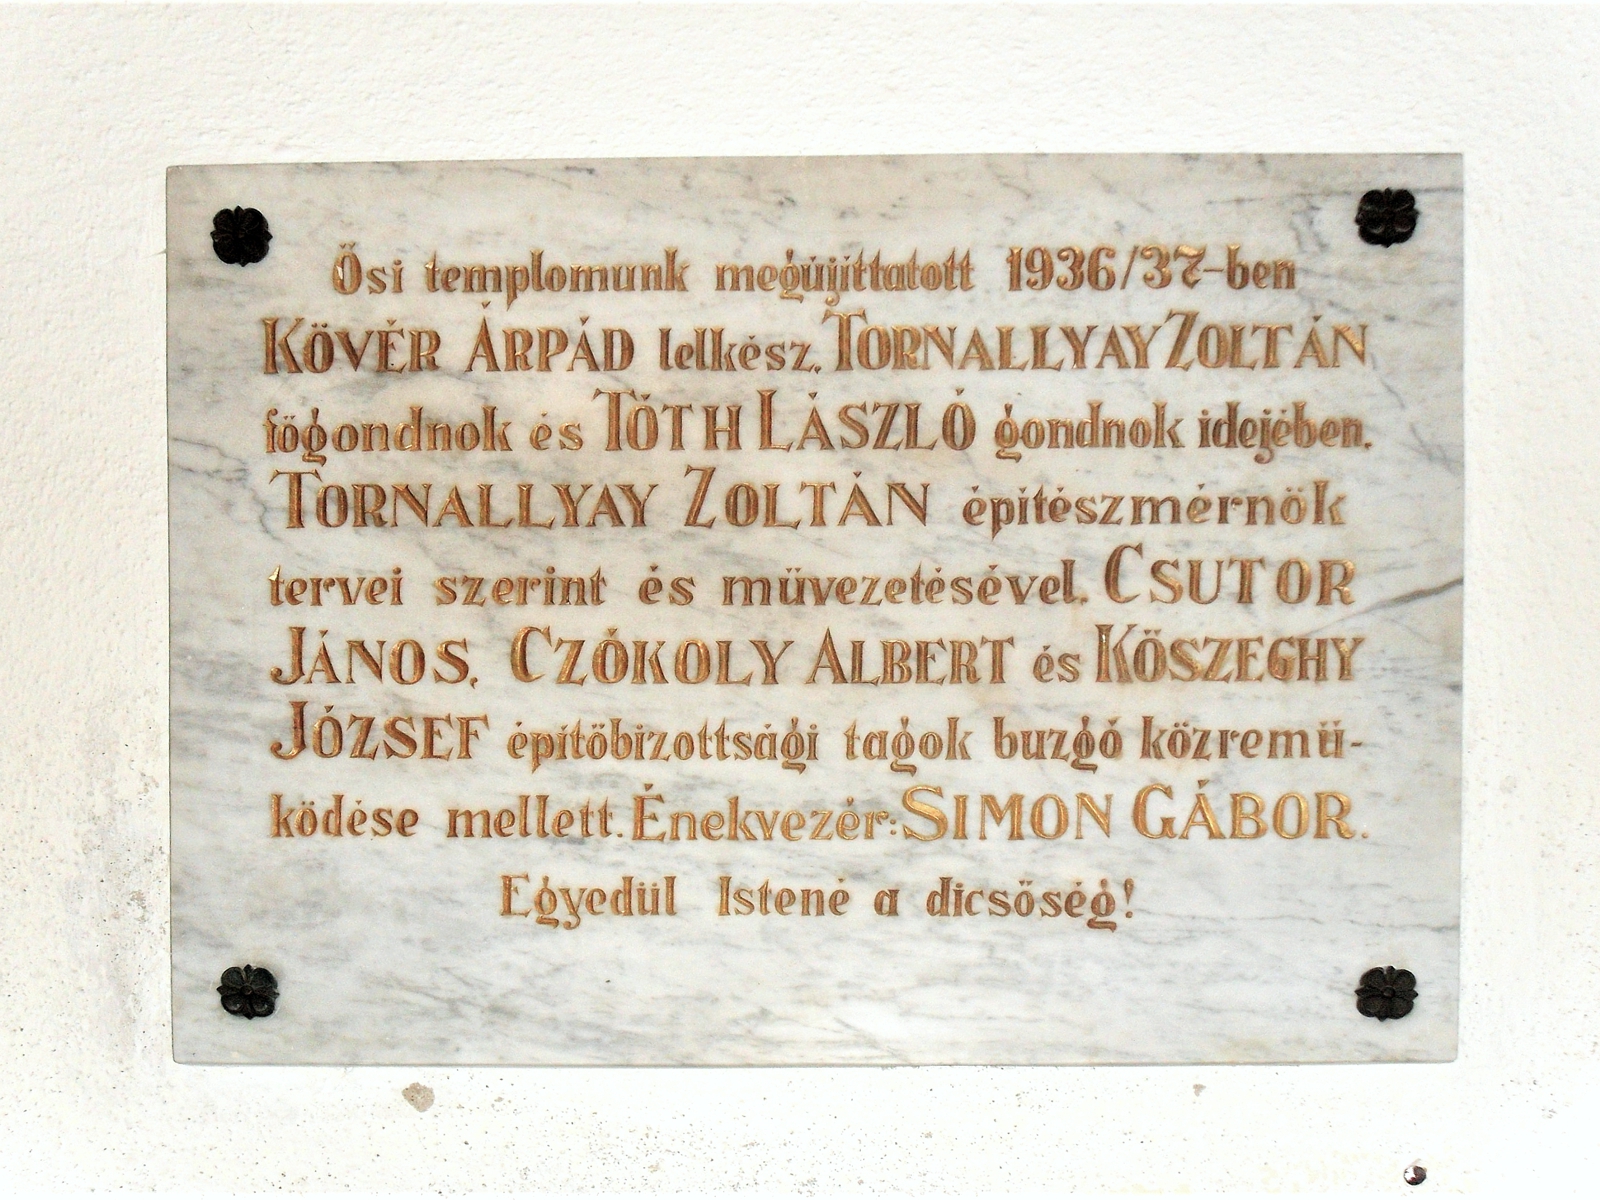 Ősi templomunk megújíttatott 1936/37-ben
KÖVÉR ÁRPÁD lelkész, TORNALLYAY ZOLTÁN
főgondnok és TÓTH LÁSZLÓ gondnok idejében,
TORNALLYAY ZOLTÁN építészmérnök
tervei szerint és művezetésével, CSUTOR
JÁNOS, CZÓKOLY ALBERT és KŐSZEGHY
JÓZSEF építőbizottsági tagok buzgó közremű-
ködése mellett. Énekvezér: SIMON GÁBOR.
Egyedül Istené a dicsőség!